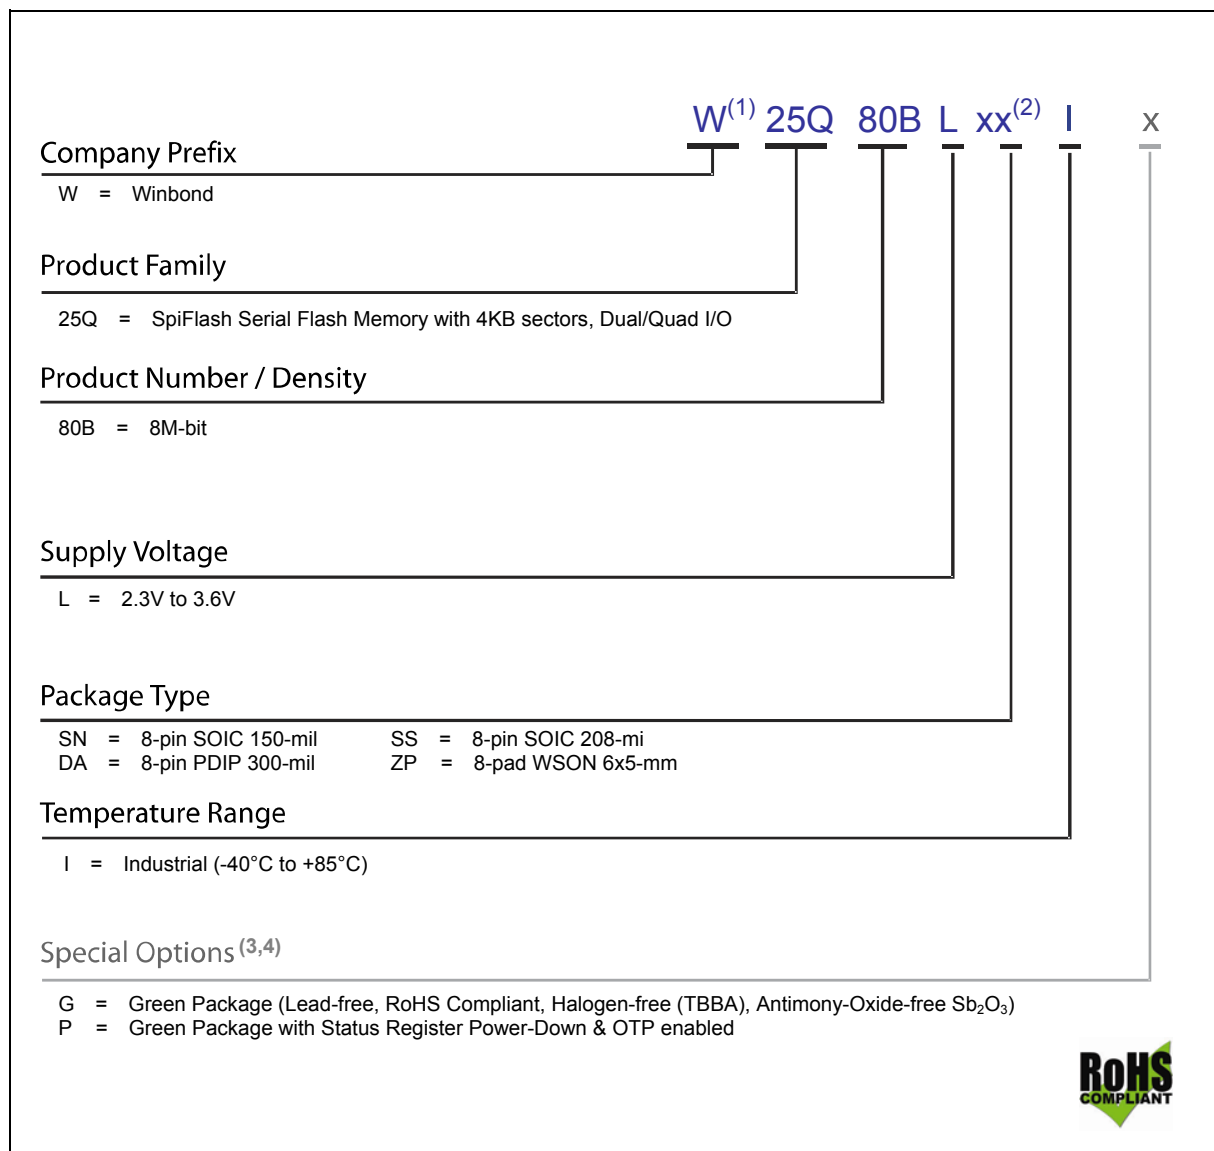 W(1) 25Q 80B L xx(2) I x
Company Prefix
W = Winbond
Product Family
25Q = SpiFlash Serial Flash Memory with 4KB sectors, Dual/Quad I/O
Product Number / Density
80B = 8M-bit
Supply Voltage
L = 2.3V to 3.6V
Package Type
SN = 8-pin SOIC 150-mil SS = 8-pin SOIC 208-mi
DA = 8-pin PDIP 300-mil ZP = 8-pad WSON 6x5-mm
Temperature Range
I = Industrial (-40°C to +85°C)
Special Options (3,4)
G = Green Package (Lead-free, RoHS Compliant, Halogen-free (TBBA), Antimony-Oxide-free Sb₂O₃)
P = Green Package with Status Register Power-Down & OTP enabled
RoHS
COMPLIANT